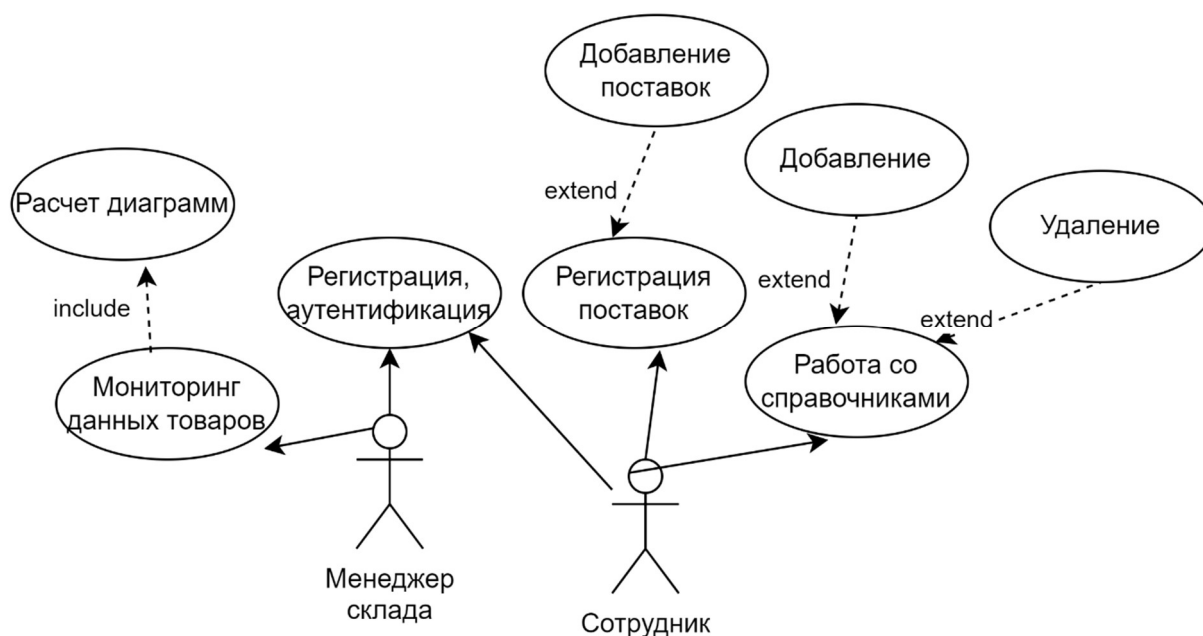 Добавление
поставок
Добавление
Расчет диаграмм
extend
Удаление
Регистрация,
аутентификация
Регистрация
поставок
extend
include
extend
Мониторинг
данных товаров
Работа со
справочниками
Менеджер
склада
Сотрудник